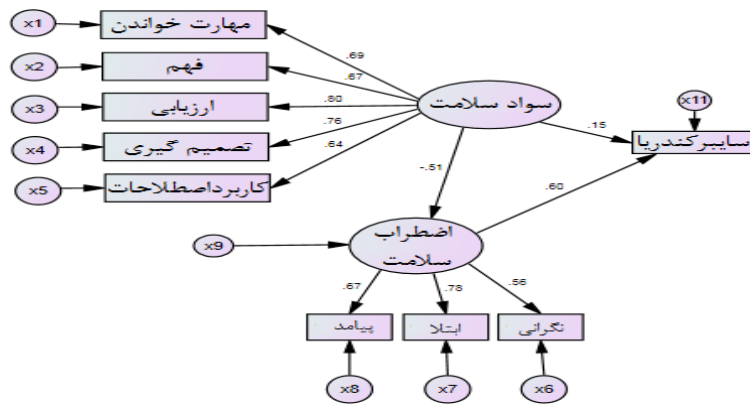 x1
مهارت خواندن
.69
x2
فهم
.67
x3
ارزیابی
.80
سواد سلامت
x11
x4
تصمیم گیری
.76
.15
سایبرکندریا
x5
کاربرداصطلاحات
.64
-.51
.60
x9
اضطراب
سلامت
.67
.78
.56
پیامد
ابتلا
نگرانی
x8
x7
x6